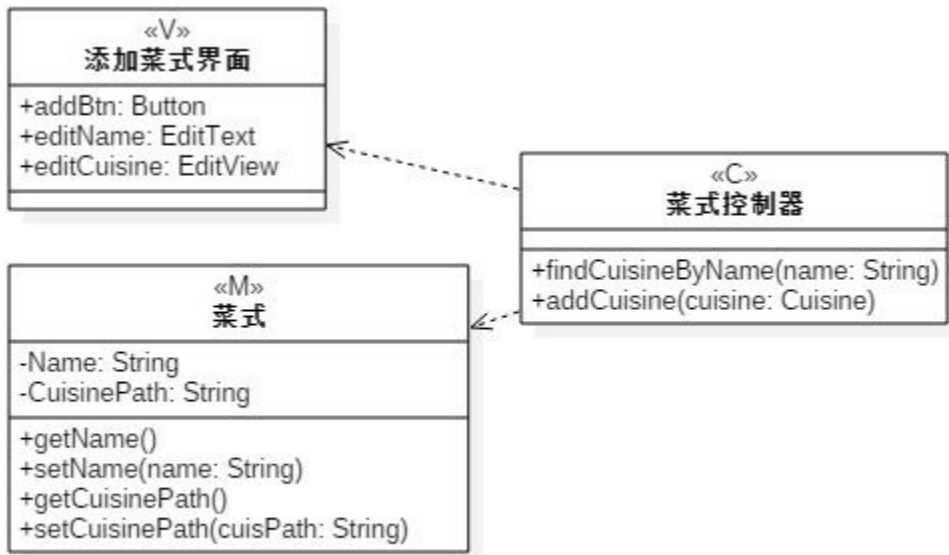 «V»
添加菜式界面
+addBtn: Button
+editName: EditText
+editCuisine: EditView
«C»
菜式控制器
+findCuisineByName(name: String)
+addCuisine(cuisine: Cuisine)
«M»
菜式
-Name: String
-CuisinePath: String
+getName()
+setName(name: String)
+getCuisinePath()
+setCuisinePath(cuisPath: String)